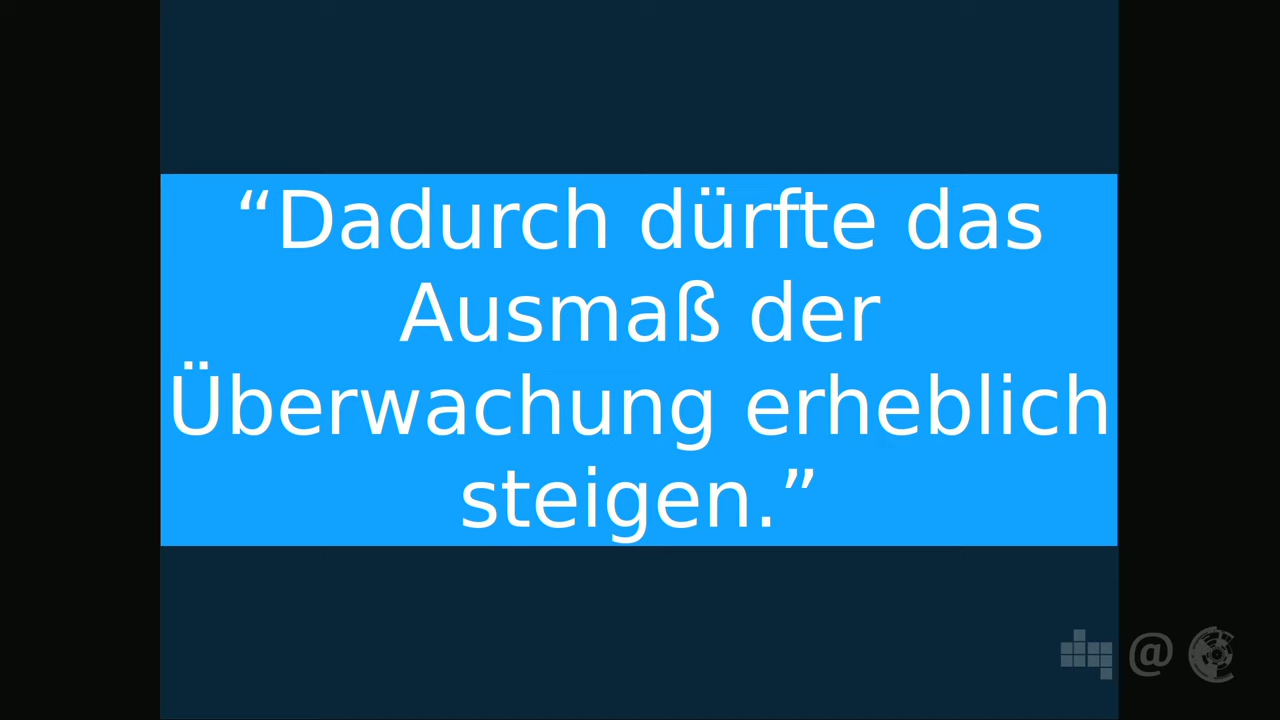 “Dadurch dürfte das
Ausmaß der
Überwachung erheblich
steigen.”
@